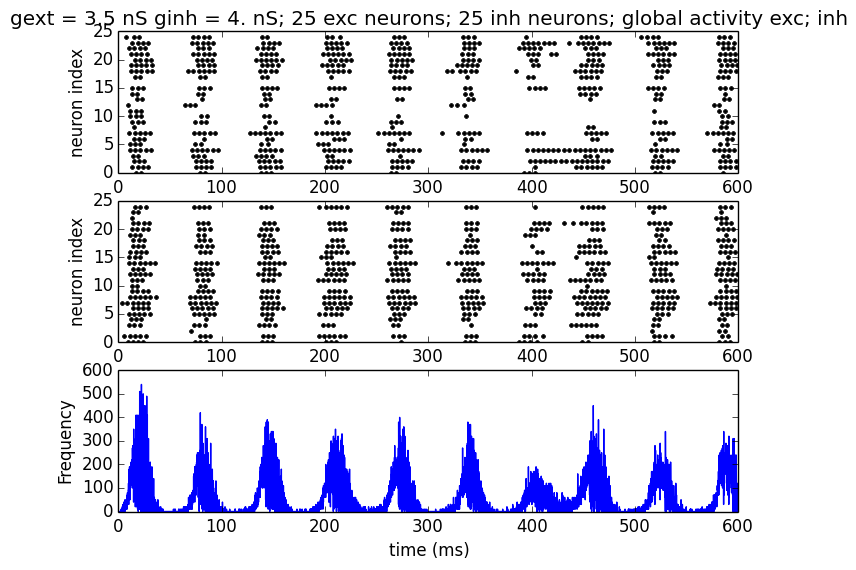 gext = 3.5 nS ginh = 4. nS; 25 exc neurons; 25 inh neurons; global activity exc; inh
25
20
15
10
5
0
neuron index
0 100 200 300 400 500 600
25
20
15
10
5
0
neuron index
0 100 200 300 400 500 600
600
500
400
300
200
100
0
Frequency
0 100 200 300 400 500 600
time (ms)